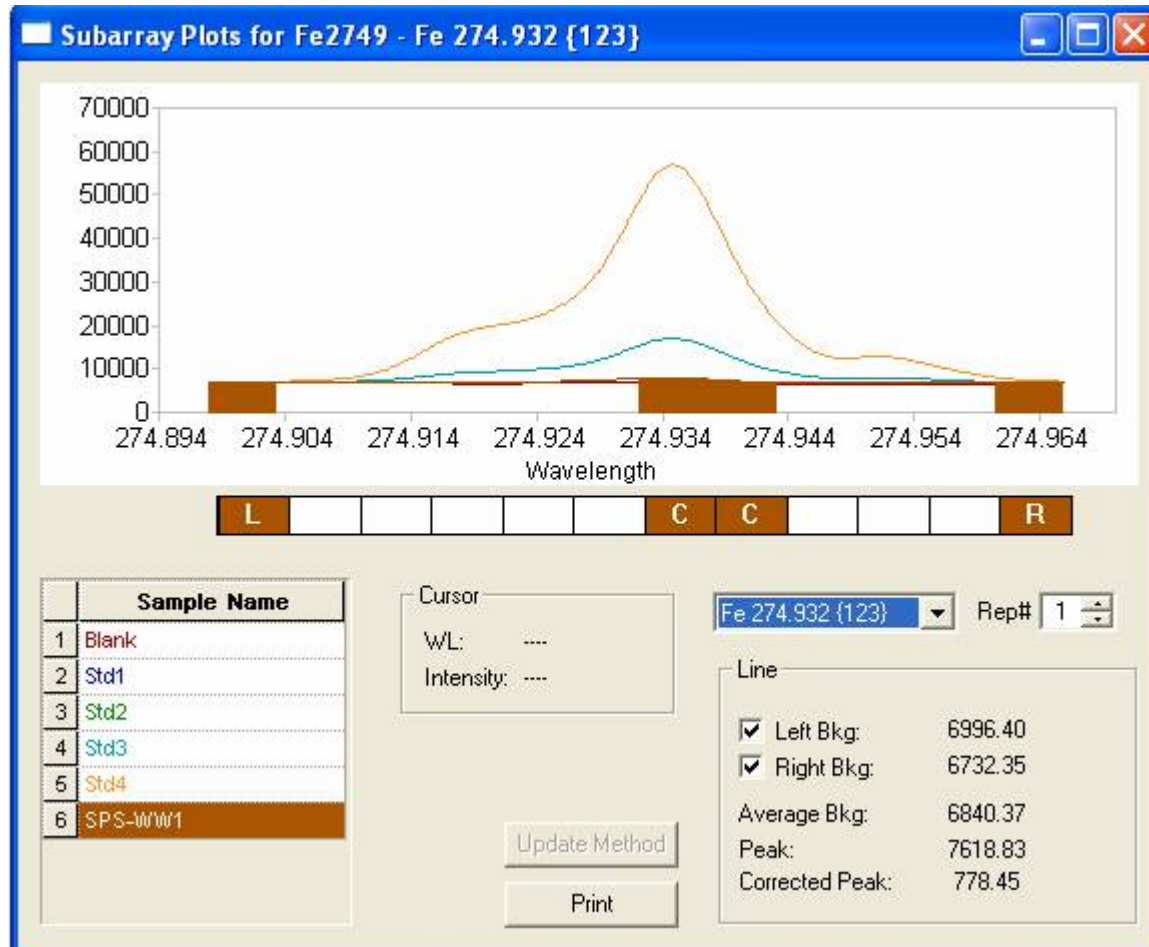 Subarray Plots for Fe2749 - Fe 274.932 {123}
70000
60000
50000
40000
30000
20000
10000
0
274.894 274.904 274.914 274.924 274.934 274.944 274.954 274.964
Wavelength
L C C R
Sample Name
1 Blank
2 Std1
3 Std2
4 Std3
5 Std4
6 SPS-WW1
Cursor
WL: ----
Intensity: ----
Update Method
Print
Fe 274.932 {123} Rep# 1
Line
Left Bkg: 6996.40
Right Bkg: 6732.35
Average Bkg: 6840.37
Peak: 7618.83
Corrected Peak: 778.45